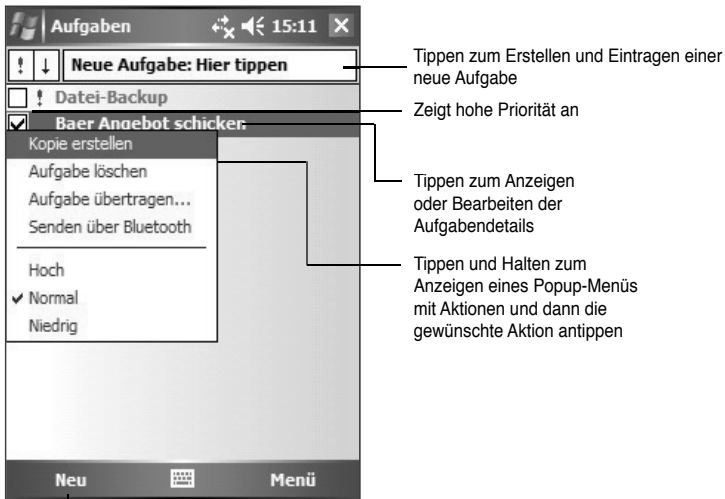 Aufgaben 15:11
Neue Aufgabe: Hier tippen
Datei-Backup
Baer Angebot schicken
Kopie erstellen
Aufgabe löschen
Aufgabe übertragen...
Senden über Bluetooth
Hoch
Normal
Niedrig
Neu Menü
Tippen zum Erstellen und Eintragen einer
neue Aufgabe
Zeigt hohe Priorität an
Tippen zum Anzeigen
oder Bearbeiten der
Aufgabendetails
Tippen und Halten zum
Anzeigen eines Popup-Menüs
mit Aktionen und dann die
gewünschte Aktion antippen